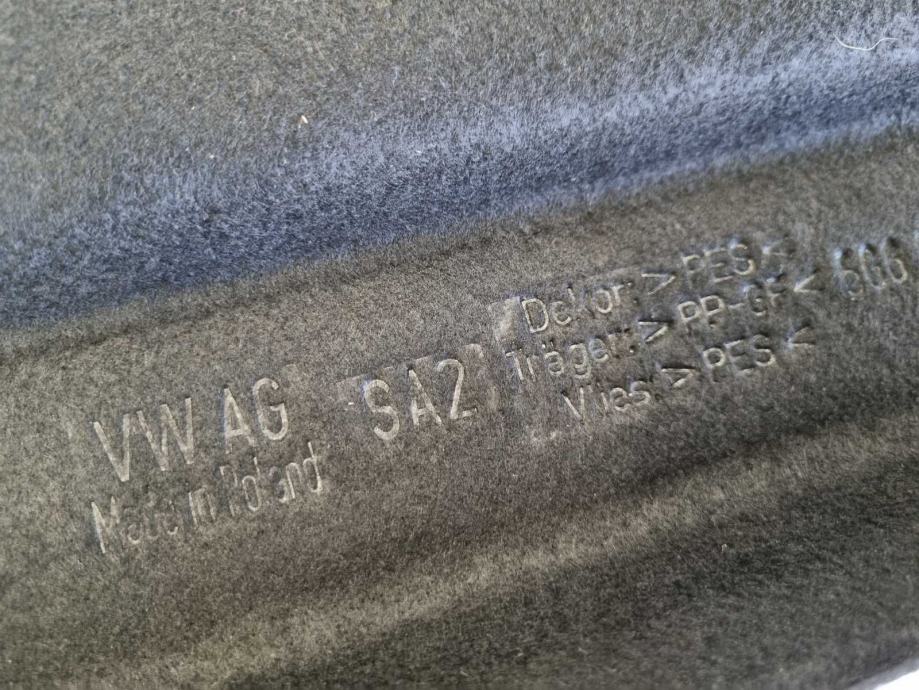 VW AG
Made in Poland
SA2
Dekor: >PES<
Träger: >PP-GF<
Vlies: >PES<